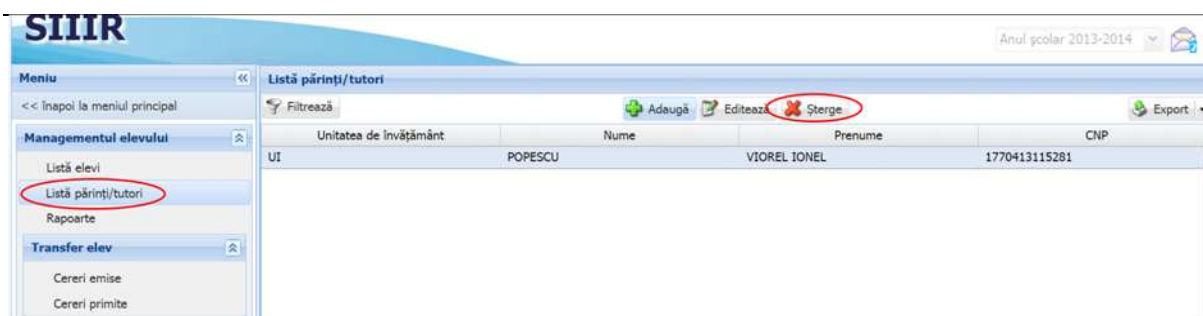 SIIIR
Anul școlar 2013-2014
Meniu
<< Inapoi la meniul principal
Managementul elevului
Listă elevi
Listă părinți/tutori
Rapoarte
Transfer elev
Cereri emise
Cereri primite
Listă părinți/tutori
Filtrează Adaugă Editează Șterge Export
Unitatea de învățământ Nume Prenume CNP
UI POPESCU VIOREL IONEL 1770413115281